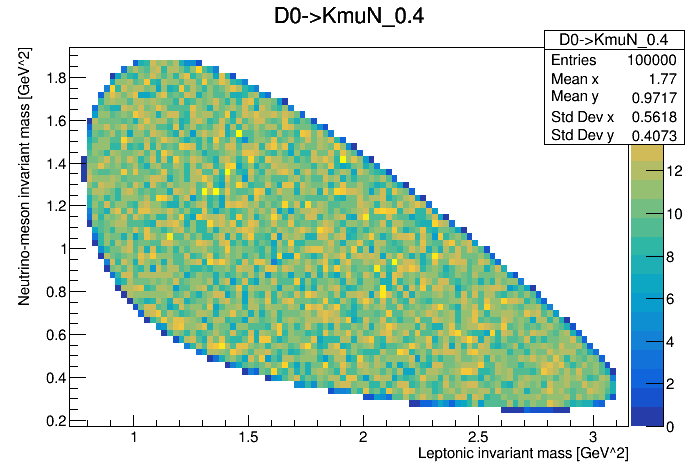 D0->KmuN_0.4
D0->KmuN_0.4
Entries 100000
Mean x 1.77
Mean y 0.9717
Std Dev x 0.5618
Std Dev y 0.4073
Neutrino-meson invariant mass [GeV^2]
1.8
1.6
1.4
1.2
1
0.8
0.6
0.4
0.2
12
10
8
6
4
2
0
1 1.5 2 2.5 3
Leptonic invariant mass [GeV^2]